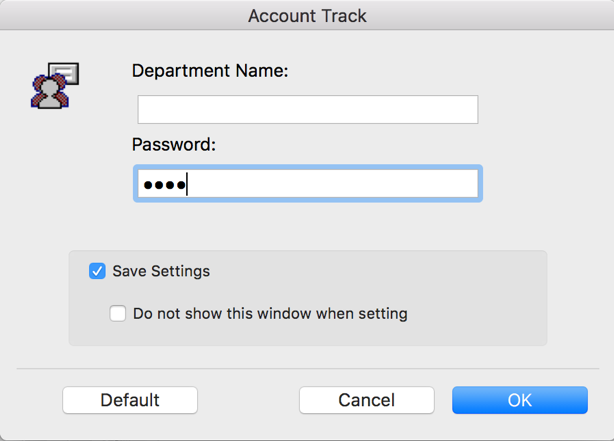 Account Track
Department Name:
Password:
••••
Save Settings
Do not show this window when setting
Default Cancel OK